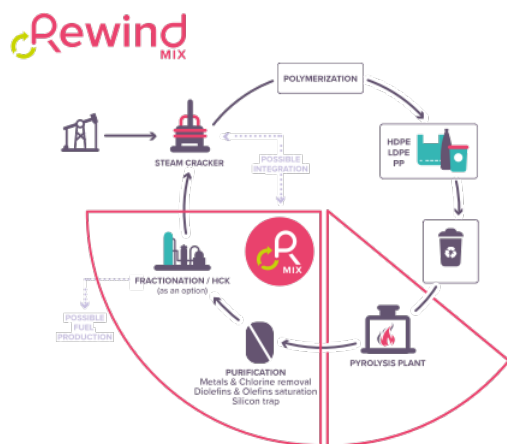 Rewind
MIX
POLYMERIZATION
STEAM CRACKER
POSSIBLE
INTEGRATION
HDPE
LDPE
PP
R
MIX
FRACTIONATION / HCK
(as an option)
POSSIBLE
FUEL
PRODUCTION
PURIFICATION
Metals & Chlorine removal
Diolefins & Olefins saturation
Silicon trap
PYROLYSIS PLANT